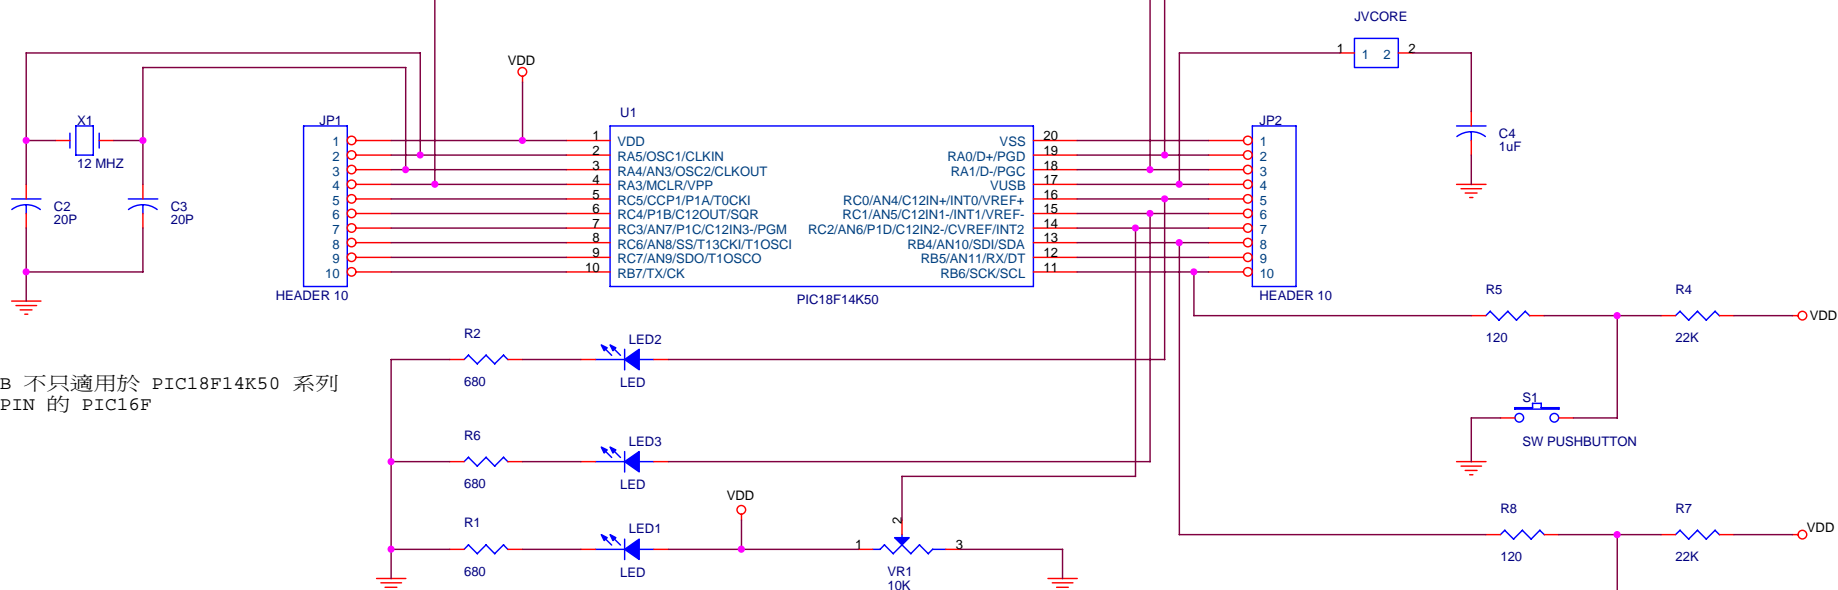 JVCORE
1 1 2 2
VDD
X1
12 MHZ
C2
20P
C3
20P
C4
1uF
JP1
1
2
3
4
5
6
7
8
9
10
HEADER 10
U1
1 VDD
2 RA5/OSC1/CLKIN
3 RA4/AN3/OSC2/CLKOUT
4 RA3/MCLR/VPP
5 RC5/CCP1/P1A/T0CKI
6 RC4/P1B/C12OUT/SQR
7 RC3/AN7/P1C/C12IN3-/PGM
8 RC6/AN8/SS/T13CKI/T1OSCI
9 RC7/AN9/SDO/T1OSCO
10 RB7/TX/CK
VSS 20
RA0/D+/PGD 19
RA1/D-/PGC 18
VUSB 17
RC0/AN4/C12IN+/INT0/VREF+ 16
RC1/AN5/C12IN1-/INT1/VREF- 15
RC2/AN6/P1D/C12IN2-/CVREF/INT2 14
RB4/AN10/SDI/SDA 13
RB5/AN11/RX/DT 12
RB6/SCK/SCL 11
PIC18F14K50
JP2
1
2
3
4
5
6
7
8
9
10
HEADER 10
R5
120
R4
22K
VDD
S1
SW PUSHBUTTON
R2
680
LED2
LED
B 不只適用於 PIC18F14K50 系列
PIN 的 PIC16F
R6
680
LED3
LED
R1
680
LED1
LED
VDD
1
2
3
VR1
10K
R8
120
R7
22K
VDD